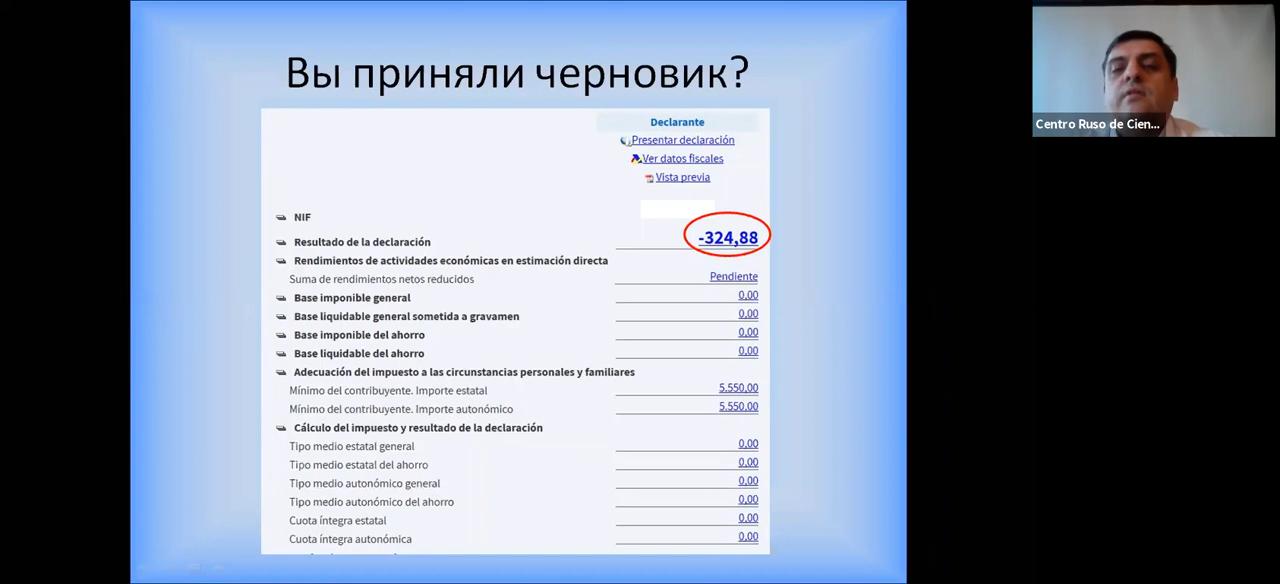 Вы приняли черновик?
Declarante
Presentar declaración
Ver datos fiscales
Vista previa
NIF
Resultado de la declaración -324,88
Rendimientos de actividades económicas en estimación directa
Suma de rendimientos netos reducidos Pendiente
Base imponible general 0,00
Base liquidable general sometida a gravamen 0,00
Base imponible del ahorro 0,00
Base liquidable del ahorro 0,00
Adecuación del impuesto a las circunstancias personales y familiares
Mínimo del contribuyente. Importe estatal 5.550,00
Mínimo del contribuyente. Importe autonómico 5.550,00
Cálculo del impuesto y resultado de la declaración
Tipo medio estatal general 0,00
Tipo medio estatal del ahorro 0,00
Tipo medio autonómico general 0,00
Tipo medio autonómico del ahorro 0,00
Cuota íntegra estatal 0,00
Cuota íntegra autonómica 0,00
Centro Ruso de Cien...